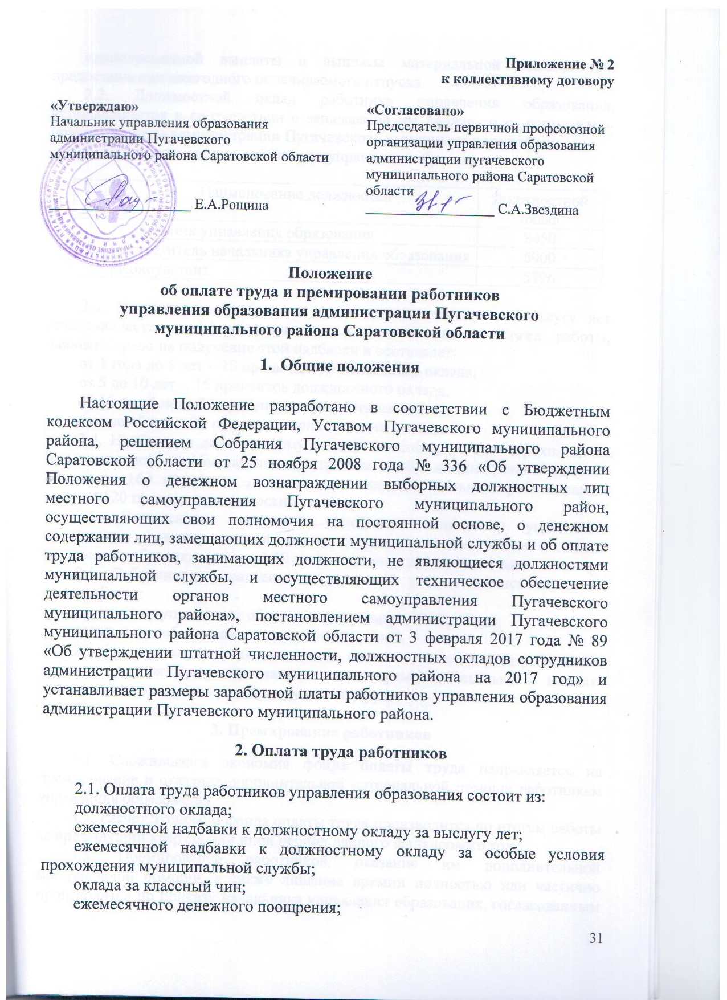 Приложение № 2
к коллективному договору
«Утверждаю»
Начальник управления образования
администрации Пугачевского
муниципального района Саратовской области
Е.А.Рощина
«Согласовано»
Председатель первичной профсоюзной
организации управления образования
администрации пугачевского
муниципального района Саратовской
области
С.А.Звездина
Положение
об оплате труда и премировании работников
управления образования администрации Пугачевского
муниципального района Саратовской области
1. Общие положения
Настоящие Положение разработано в соответствии с Бюджетным
кодексом Российской Федерации, Уставом Пугачевского муниципального
района, решением Собрания Пугачевского муниципального района
Саратовской области от 25 ноября 2008 года № 336 «Об утверждении
Положения о денежном вознаграждении выборных должностных лиц
местного самоуправления Пугачевского муниципального район,
осуществляющих свои полномочия на постоянной основе, о денежном
содержании лиц, замещающих должности муниципальной службы и об оплате
труда работников, занимающих должности, не являющиеся должностями
муниципальной службы, и осуществляющих техническое обеспечение
деятельности органов местного самоуправления Пугачевского
муниципального района», постановлением администрации Пугачевского
муниципального района Саратовской области от 3 февраля 2017 года № 89
«Об утверждении штатной численности, должностных окладов сотрудников
администрации Пугачевского муниципального района на 2017 год» и
устанавливает размеры заработной платы работников управления образования
администрации Пугачевского муниципального района.
2. Оплата труда работников
2.1. Оплата труда работников управления образования состоит из:
должностного оклада;
ежемесячной надбавки к должностному окладу за выслугу лет;
ежемесячной надбавки к должностному окладу за особые условия
прохождения муниципальной службы;
оклада за классный чин;
ежемесячного денежного поощрения;
31